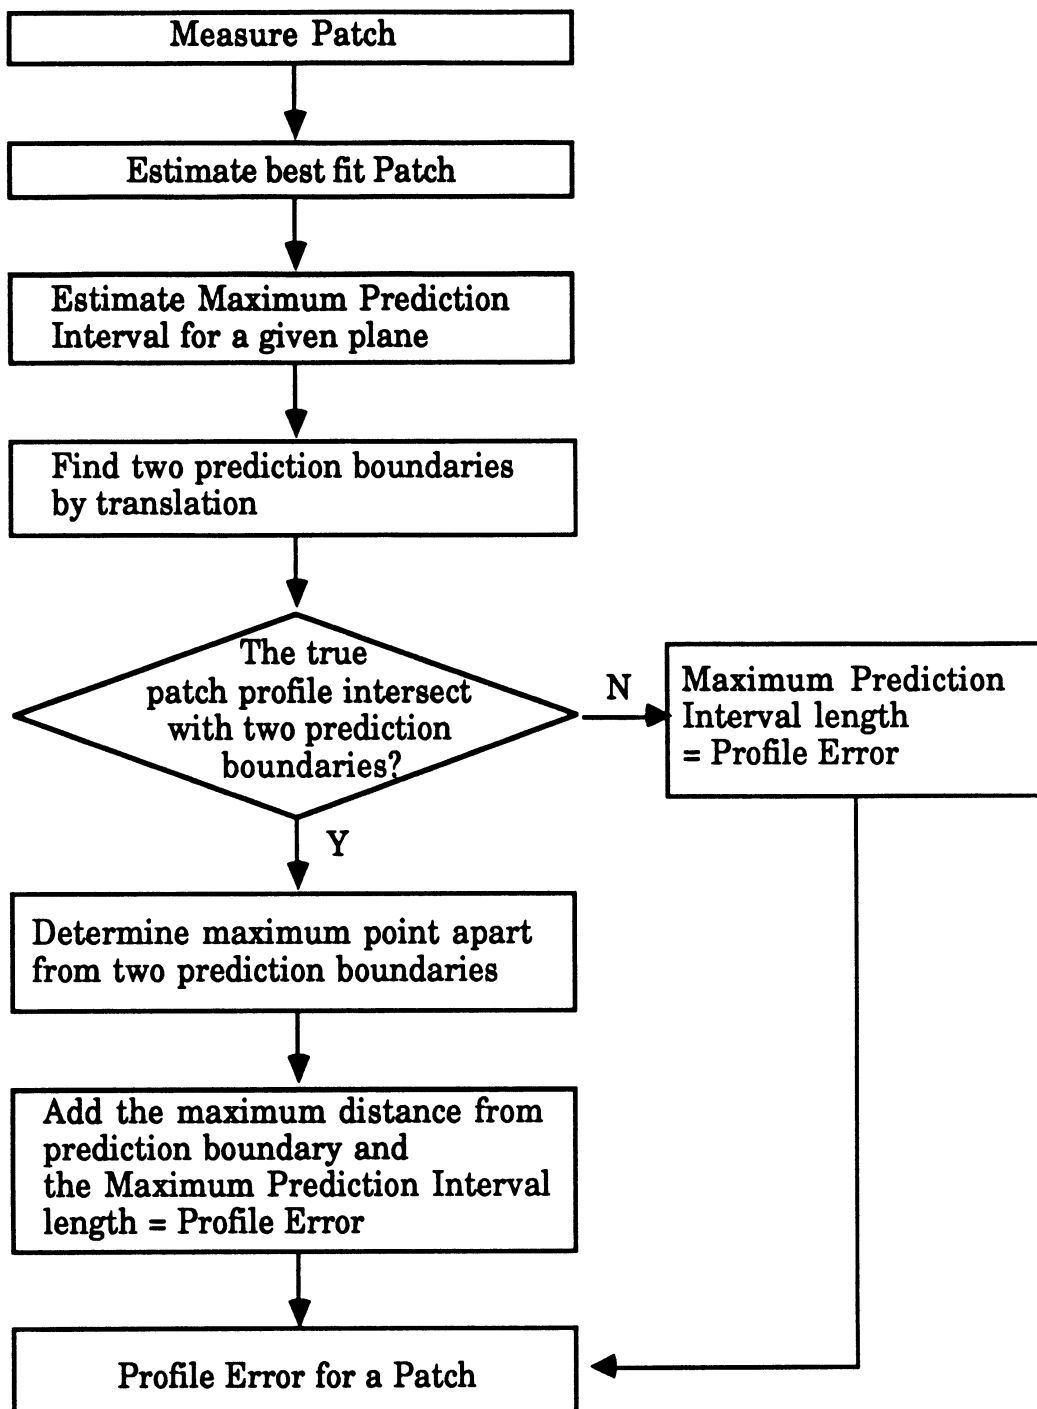 Measure Patch
Estimate best fit Patch
Estimate Maximum Prediction
Interval for a given plane
Find two prediction boundaries
by translation
The true
patch profile intersect
with two prediction
boundaries?
N
Maximum Prediction
Interval length
= Profile Error
Y
Determine maximum point apart
from two prediction boundaries
Add the maximum distance from
prediction boundary and
the Maximum Prediction Interval
length = Profile Error
Profile Error for a Patch